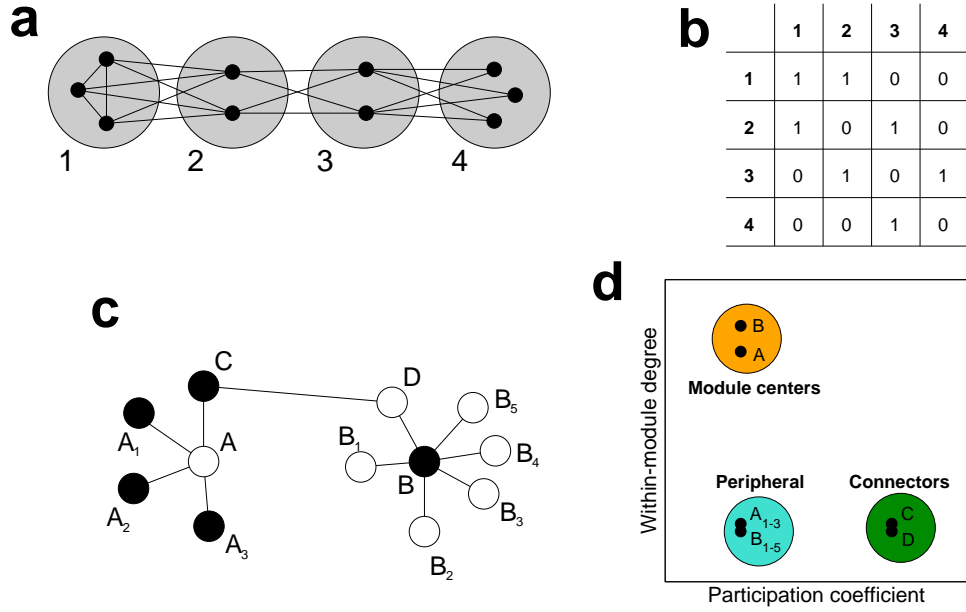 a
1 2 3 4
b
1 2 3 4
1 1 1 0 0
2 1 0 1 0
3 0 1 0 1
4 0 0 1 0
c
C
D
A₁
A
A₂
A₃
B₅
B₁
B₄
B
B₃
B₂
d
Within-module degree
B
A
Module centers
Peripheral
A₁₋₃
B₁₋₅
Connectors
C
D
Participation coefficient